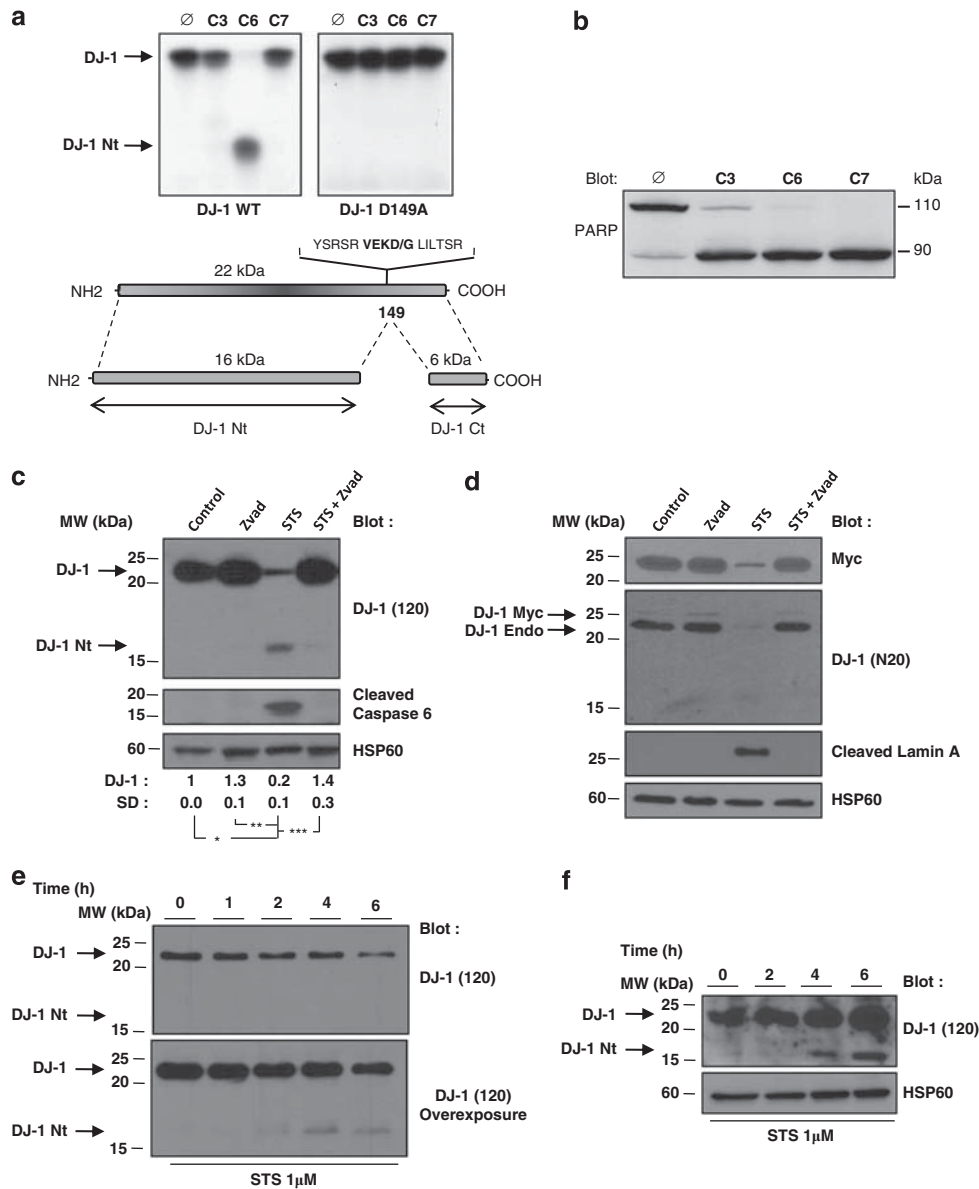 a
∅ C3 C6 C7 ∅ C3 C6 C7
DJ-1
DJ-1 Nt
DJ-1 WT DJ-1 D149A
YSRSR VEKD/G LILTSR
22 kDa
NH2 COOH
149
16 kDa 6 kDa
NH2 COOH
DJ-1 Nt DJ-1 Ct
b
Blot: ∅ C3 C6 C7 kDa
110
PARP
90
c
Control Zvad STS STS + Zvad
MW (kDa) Blot :
25
DJ-1
20
DJ-1 (120)
DJ-1 Nt
15
20
Cleaved
Caspase 6
15
60 HSP60
DJ-1 : 1 1.3 0.2 1.4
SD : 0.0 0.1 0.1 0.3
** ***
*
d
Control Zvad STS STS + Zvad
MW (kDa) Blot :
25
Myc
20
DJ-1 Myc 25
DJ-1 Endo
20
DJ-1 (N20)
15
Cleaved Lamin A
25
60 HSP60
e
Time (h)
0 1 2 4 6
MW (kDa)
Blot :
25
DJ-1
20
DJ-1 (120)
DJ-1 Nt
15
25
DJ-1
20
DJ-1 (120)
Overexposure
DJ-1 Nt
15
STS 1μM
f
Time (h)
0 2 4 6
MW (kDa) Blot :
25
DJ-1
20
DJ-1 (120)
DJ-1 Nt
15
60 HSP60
STS 1μM